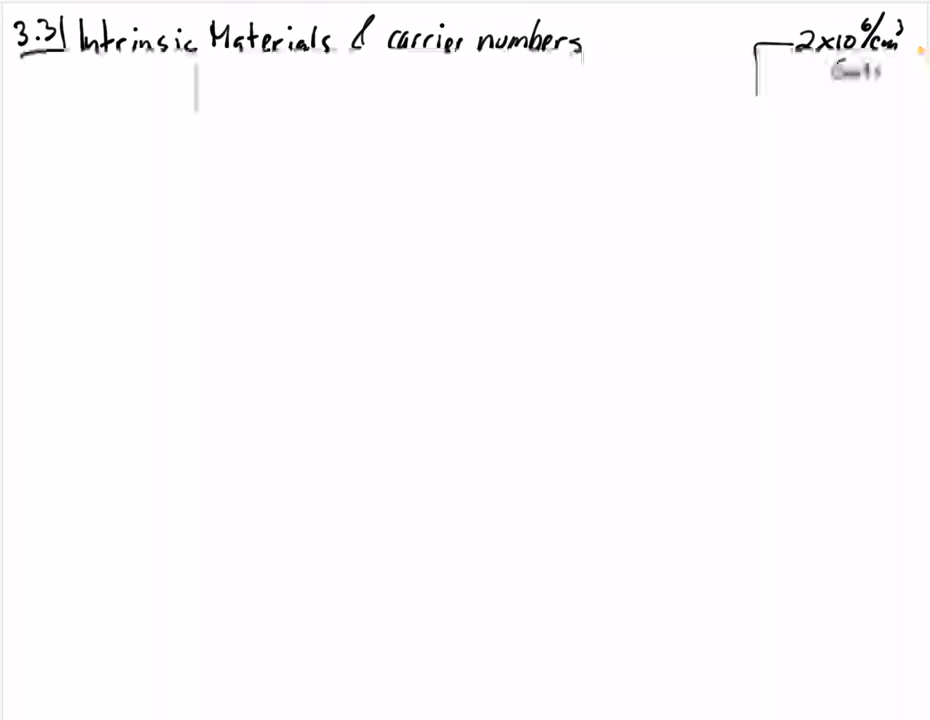 3.3| Intrinsic Materials & carrier numbers
2x10⁶/cm³